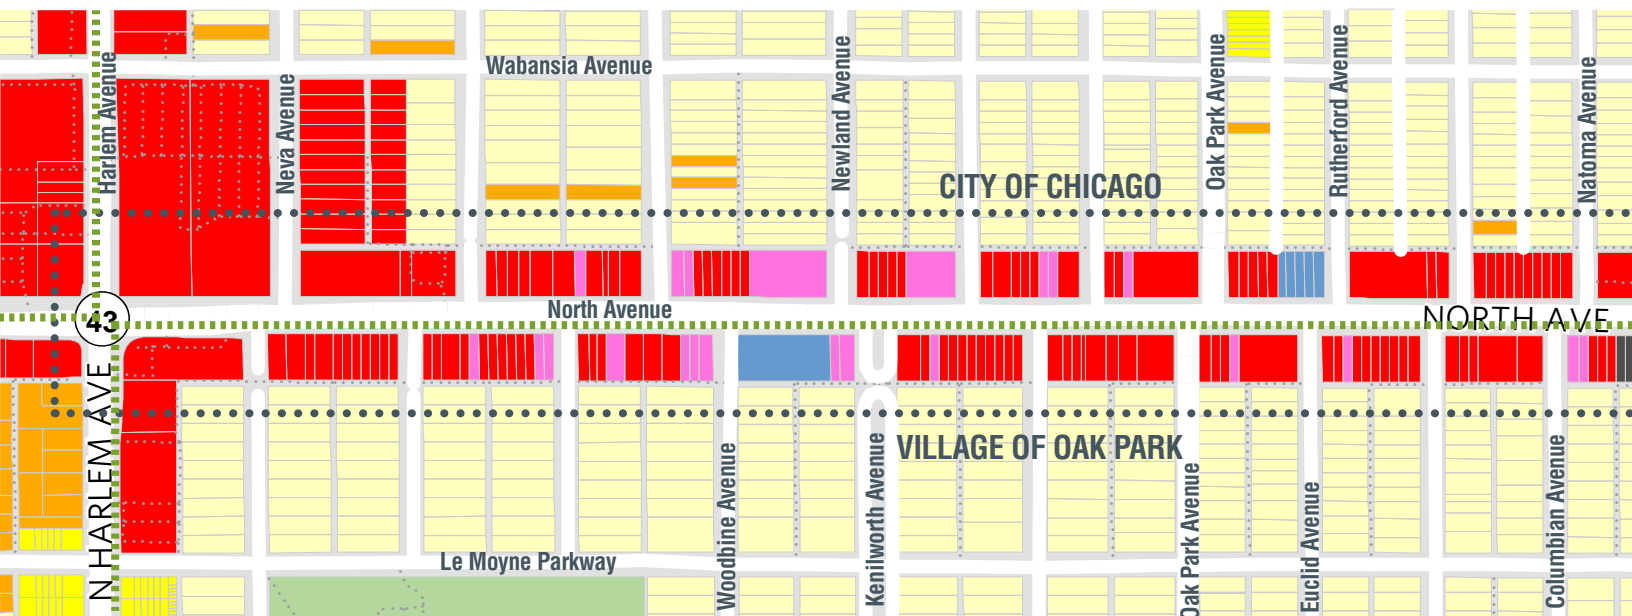 Wabansia Avenue
Harlem Avenue
Neva Avenue
Newland Avenue
Oak Park Avenue
Rutherford Avenue
Natoma Avenue
CITY OF CHICAGO
North Avenue
NORTH AVE
43
N HARLEM AVE
VILLAGE OF OAK PARK
Woodbine Avenue
Kenilworth Avenue
Oak Park Avenue
Euclid Avenue
Columbian Avenue
Le Moyne Parkway